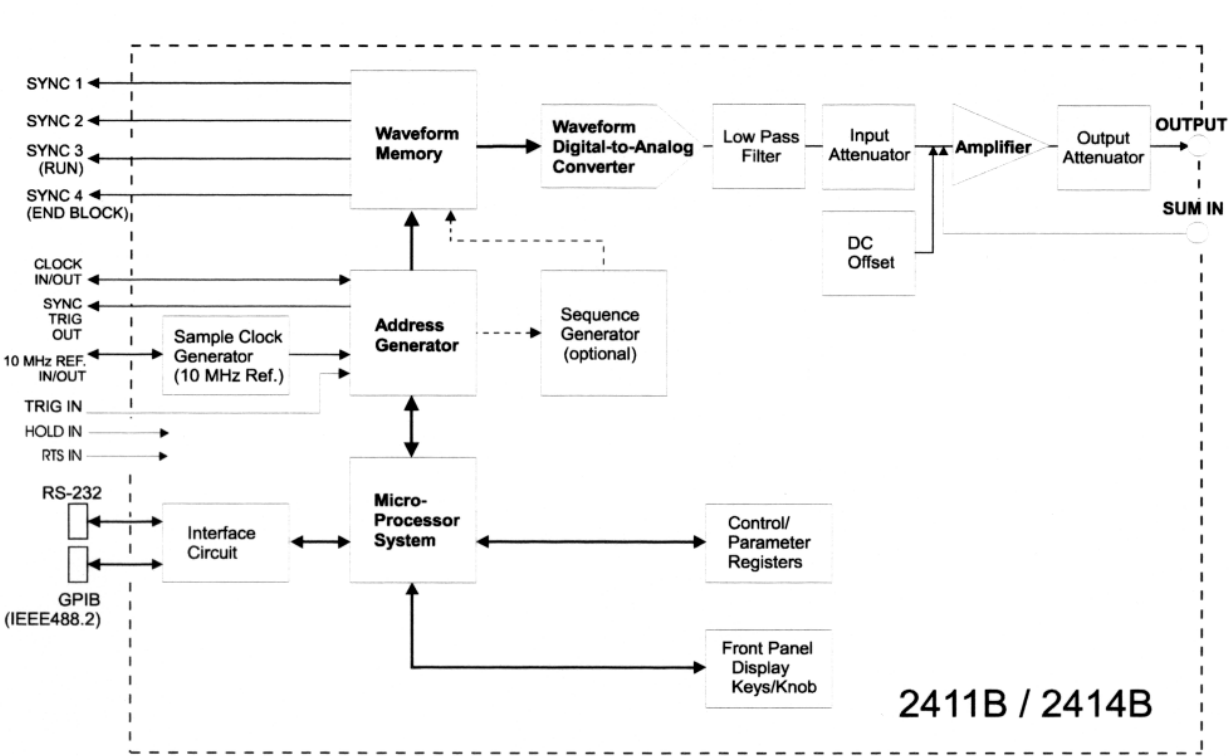 SYNC 1
SYNC 2
SYNC 3
(RUN)
SYNC 4
(END BLOCK)
Waveform
Memory
Waveform
Digital-to-Analog
Converter
Low Pass
Filter
Input
Attenuator
Amplifier
Output
Attenuator
OUTPUT
SUM IN
DC
Offset
CLOCK
IN/OUT
SYNC
TRIG
OUT
10 MHz REF.
IN/OUT
TRIG IN
HOLD IN
RTS IN
Sample Clock
Generator
(10 MHz Ref.)
Address
Generator
Sequence
Generator
(optional)
RS-232
GPIB
(IEEE488.2)
Interface
Circuit
Micro-
Processor
System
Control/
Parameter
Registers
Front Panel
Display
Keys/Knob
2411B / 2414B